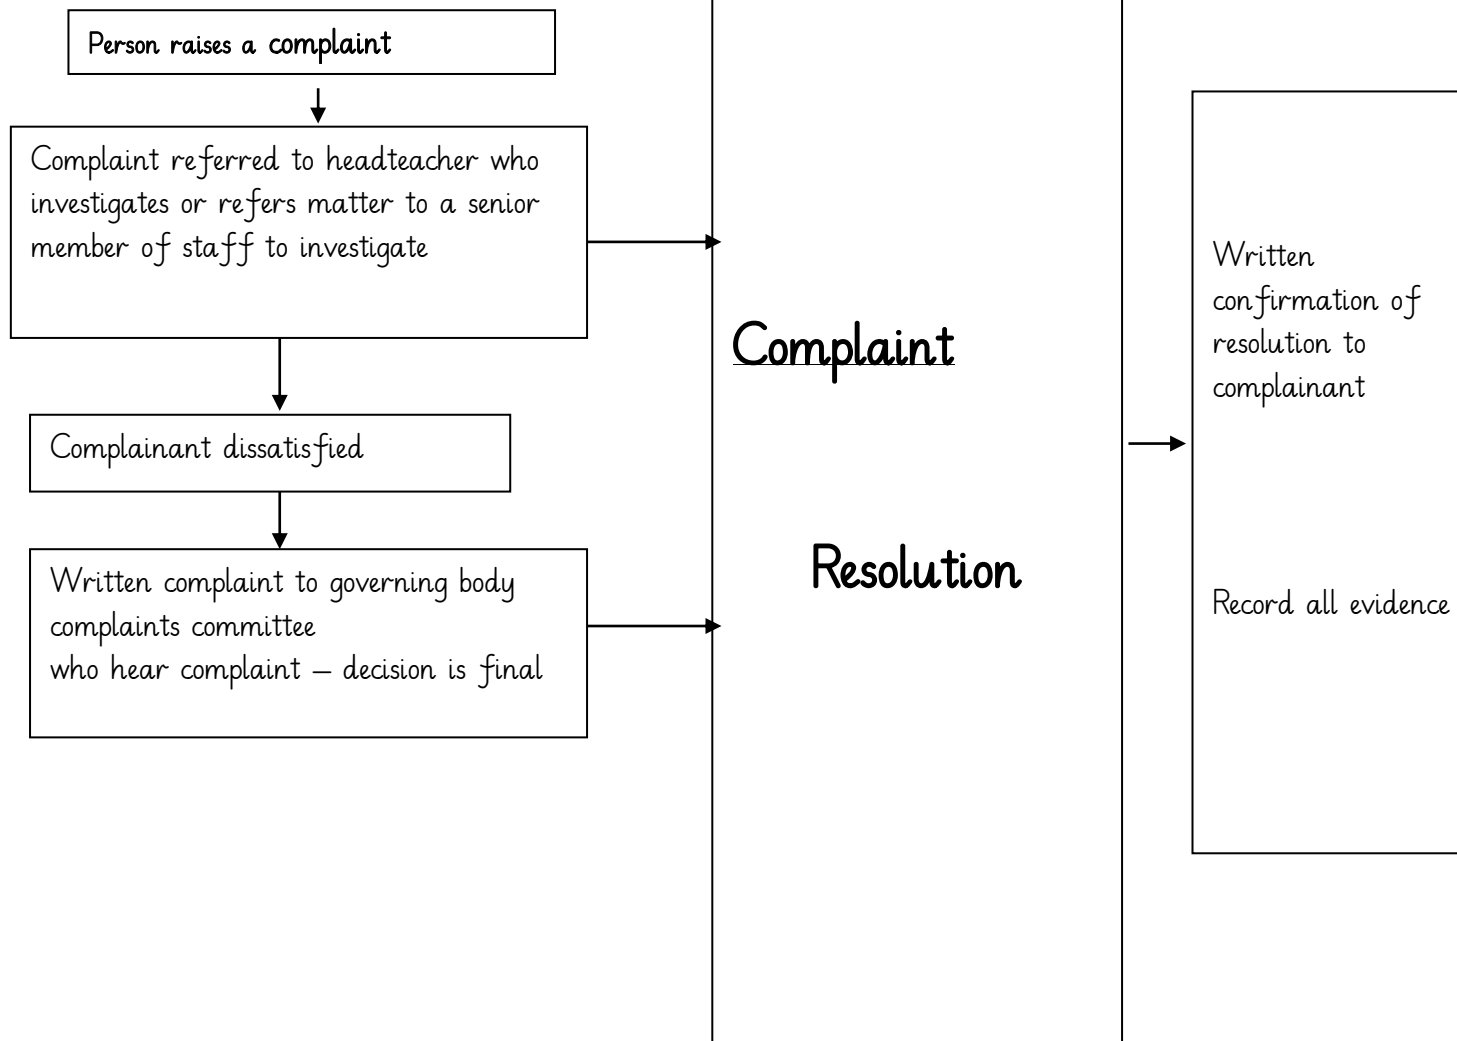 Person raises a complaint
Complaint referred to headteacher who
investigates or refers matter to a senior
member of staff to investigate
Complainant dissatisfied
Written complaint to governing body
complaints committee
who hear complaint – decision is final
Complaint
Resolution
Written
confirmation of
resolution to
complainant
Record all evidence